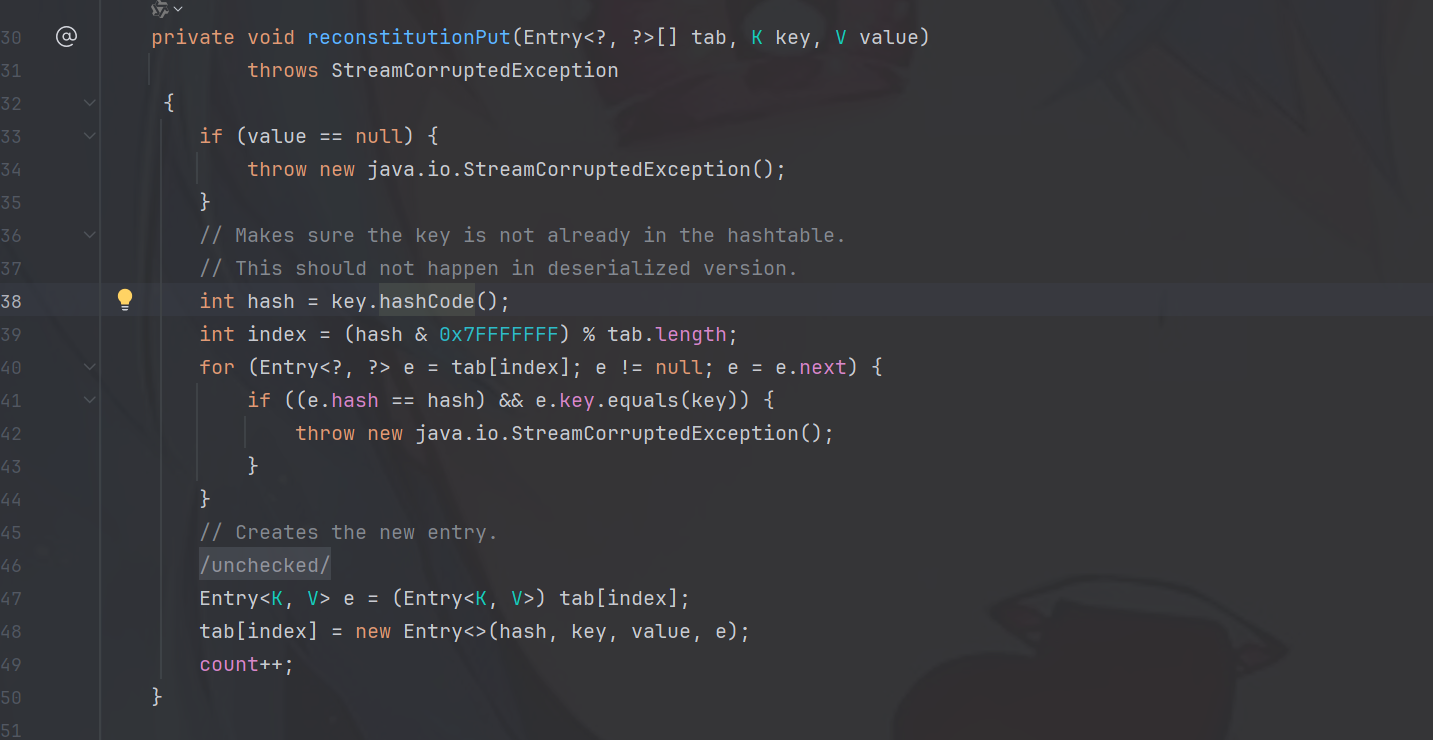 30 @ private void reconstitutionPut(Entry<?, ?>[] tab, K key, V value)
31 throws StreamCorruptedException
32 {
33 if (value == null) {
34 throw new java.io.StreamCorruptedException();
35 }
36 // Makes sure the key is not already in the hashtable.
37 // This should not happen in deserialized version.
38 int hash = key.hashCode();
39 int index = (hash & 0x7FFFFFFF) % tab.length;
40 for (Entry<?, ?> e = tab[index]; e != null; e = e.next) {
41 if ((e.hash == hash) && e.key.equals(key)) {
42 throw new java.io.StreamCorruptedException();
43 }
44 }
45 // Creates the new entry.
46 /unchecked/
47 Entry<K, V> e = (Entry<K, V>) tab[index];
48 tab[index] = new Entry<>(hash, key, value, e);
49 count++;
50 }
51